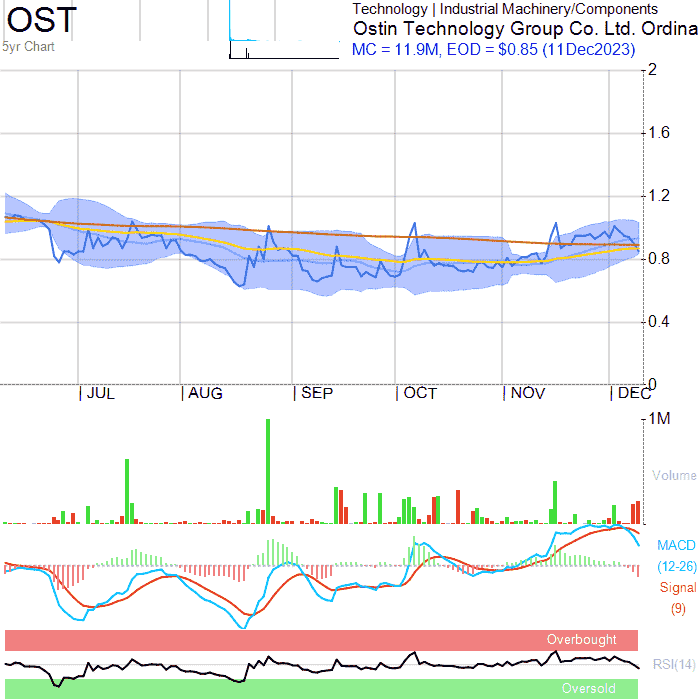 OST
5yr Chart
Technology | Industrial Machinery/Components
Ostin Technology Group Co. Ltd. Ordina
MC = 11.9M, EOD = $0.85 (11Dec2023)
2
1.6
1.2
0.8
0.4
0
JUL
AUG
SEP
OCT
NOV
DEC
1M
Volume
MACD
(12-26)
Signal
(9)
Overbought
RSI(14)
Oversold